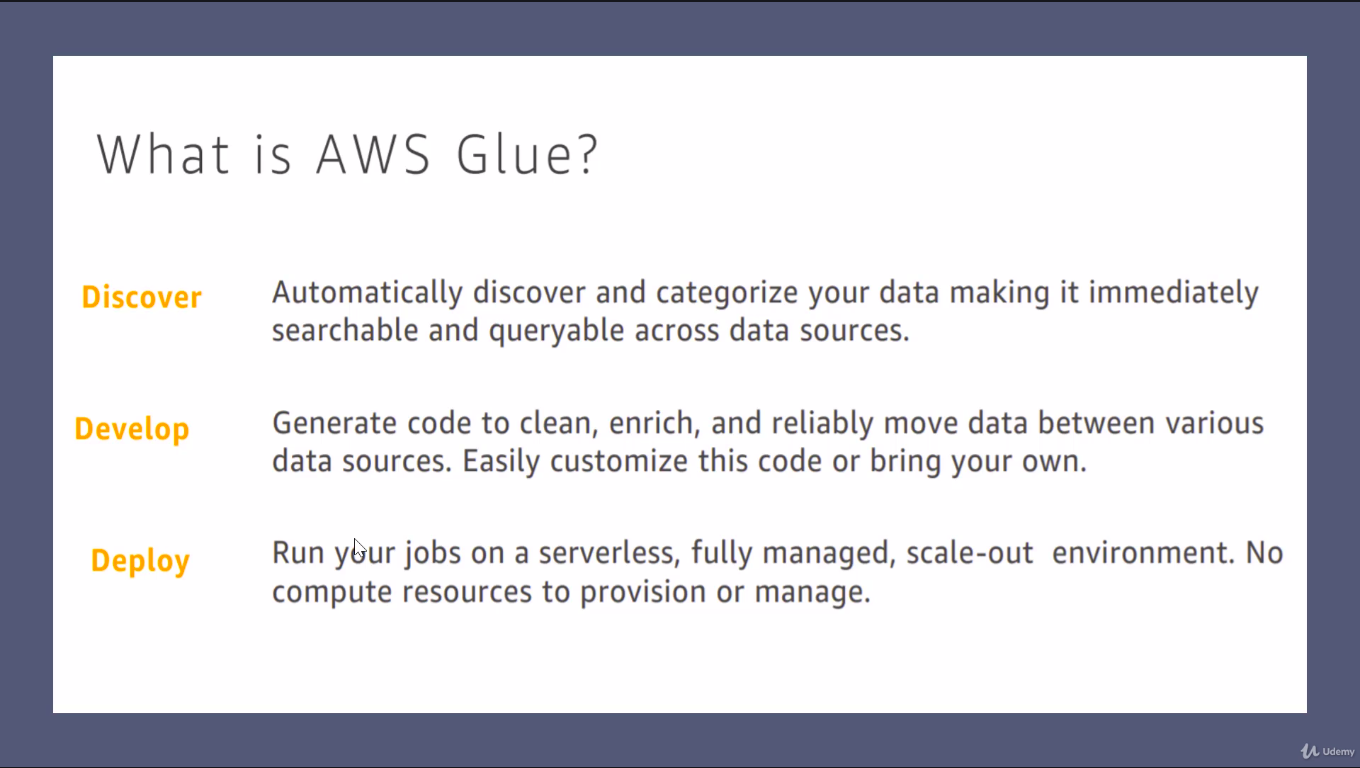 What is AWS Glue?
Discover
Automatically discover and categorize your data making it immediately
searchable and queryable across data sources.
Develop
Generate code to clean, enrich, and reliably move data between various
data sources. Easily customize this code or bring your own.
Deploy
Run your jobs on a serverless, fully managed, scale-out  environment. No
compute resources to provision or manage.
Udemy